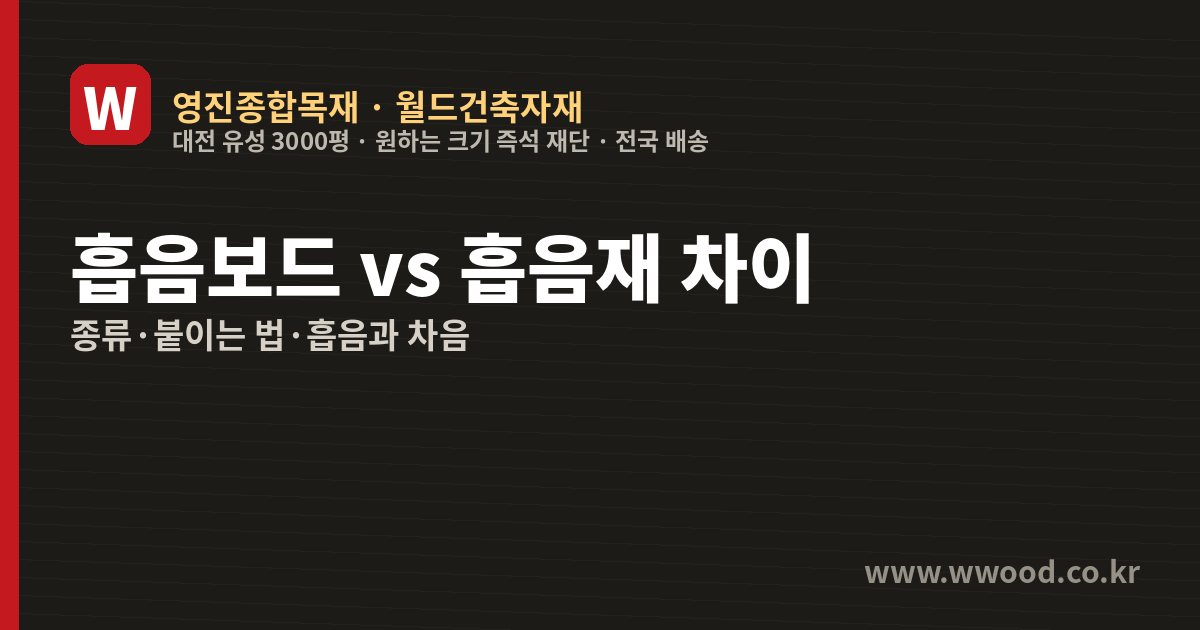 W
영진종합목재 · 월드건축자재
대전 유성 3000평 · 원하는 크기 즉석 재단 · 전국 배송
흡음보드 vs 흡음재 차이
종류·붙이는 법·흡음과 차음
www.wwood.co.kr